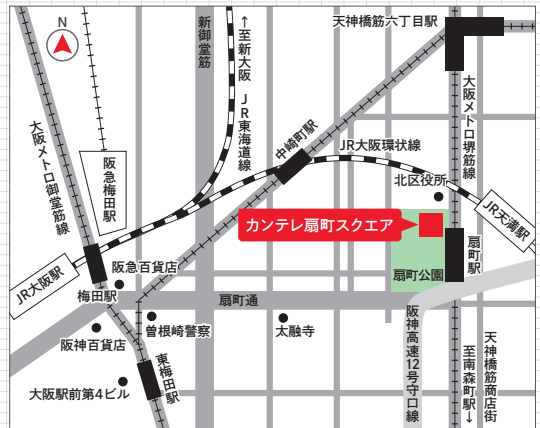 N
新御堂筋
↑至新大阪 JR東海道線
天神橋筋六丁目駅
大阪メトロ御堂筋線
阪急梅田駅
中崎町駅
JR大阪環状線
大阪メトロ堺筋線
北区役所
JR天満駅
カンテレ扇町スクエア
扇町駅
扇町公園
JR大阪駅
阪急百貨店
梅田駅
扇町通
曽根崎警察
太融寺
阪神百貨店
東梅田駅
大阪駅前第4ビル
阪神高速12号守口線
至南森町駅↓
天神橋筋商店街